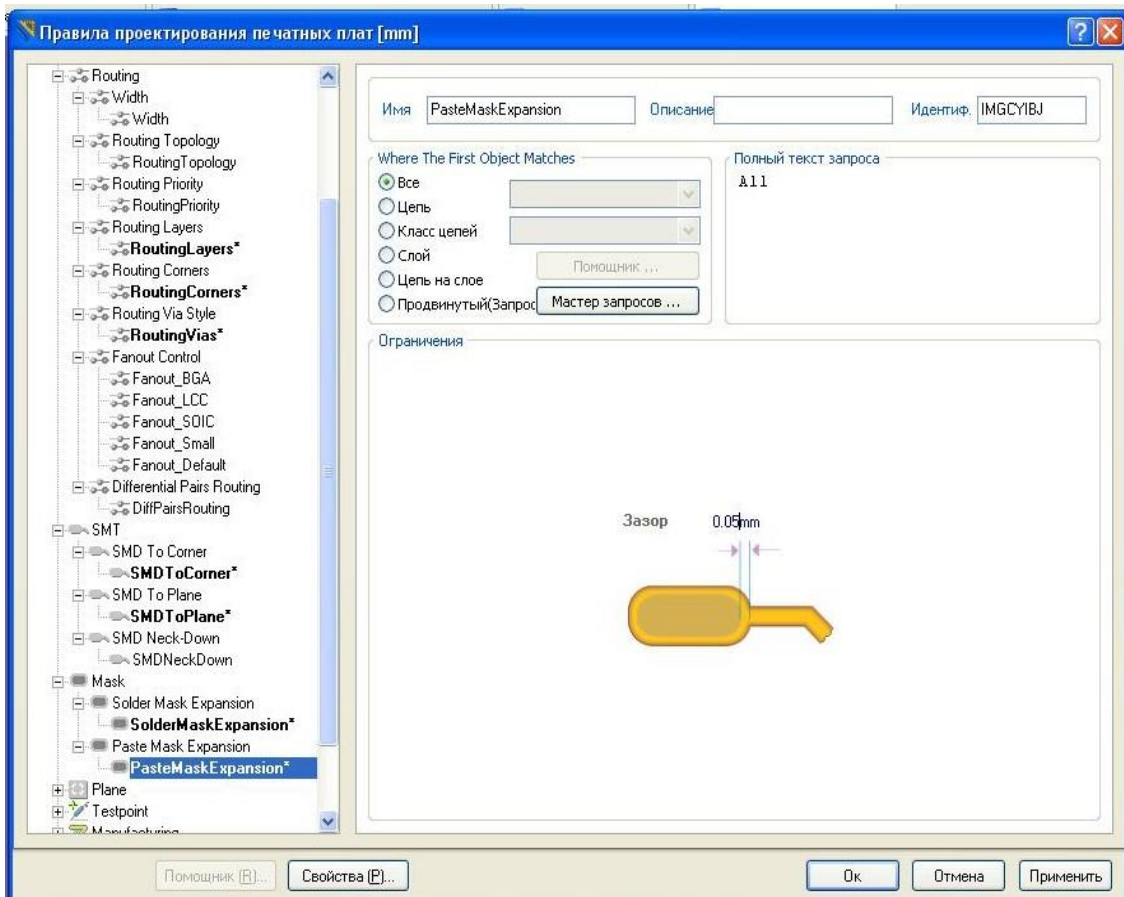 Правила проектирования печатных плат [mm]
Routing
Width
Width
Routing Topology
RoutingTopology
Routing Priority
RoutingPriority
Routing Layers
RoutingLayers*
Routing Corners
RoutingCorners*
Routing Via Style
RoutingVias*
Fanout Control
Fanout_BGA
Fanout_LCC
Fanout_SOIC
Fanout_Small
Fanout_Default
Differential Pairs Routing
DiffPairsRouting
SMT
SMD To Corner
SMDToCorner*
SMD To Plane
SMDToPlane*
SMD Neck-Down
SMDNeckDown
Mask
Solder Mask Expansion
SolderMaskExpansion*
Paste Mask Expansion
PasteMaskExpansion*
Plane
Testpoint
Manufacturing
Имя PasteMaskExpansion Описание Идентиф. IMGCYIBJ
Where The First Object Matches
Все
Цепь
Класс цепей
Слой
Цепь на слое
Продвинутый(Запрос
Помощник ...
Мастер запросов ...
Полный текст запроса
All
Ограничения
Зазор 0.05mm
Помощник (R)... Свойства (P)... Ок Отмена Применить